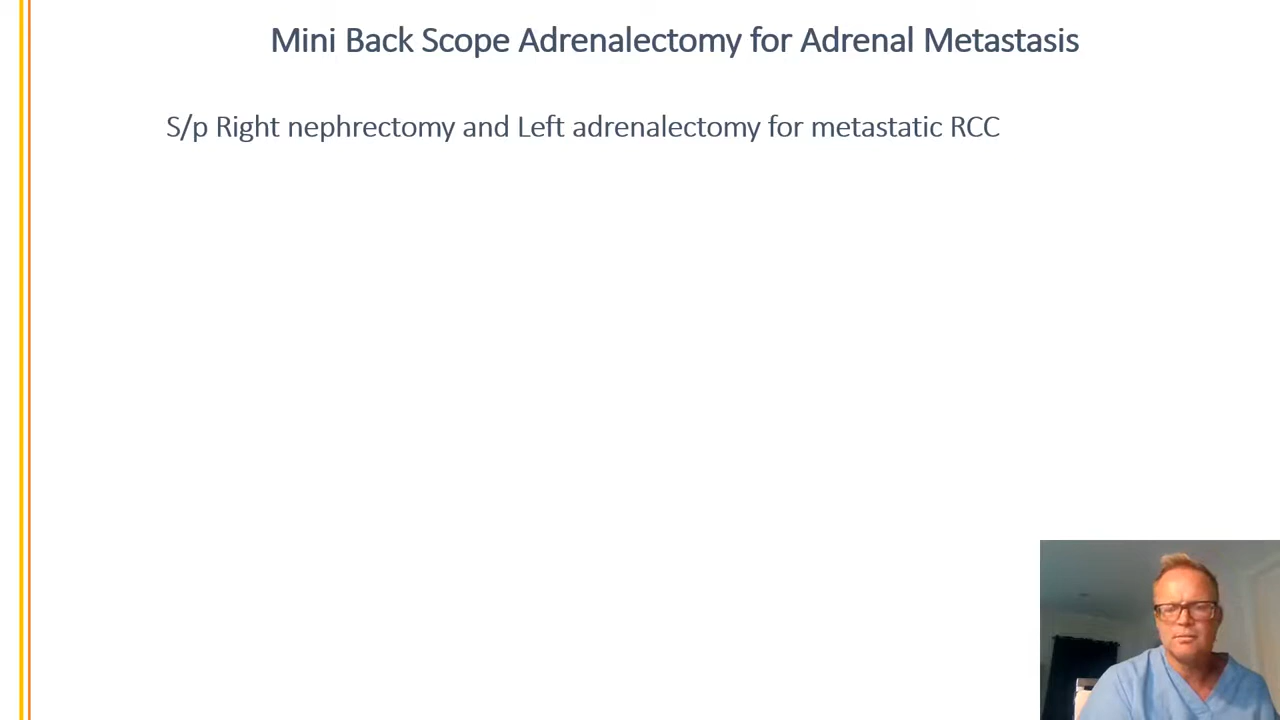 Mini Back Scope Adrenalectomy for Adrenal Metastasis
S/p Right nephrectomy and Left adrenalectomy for metastatic RCC